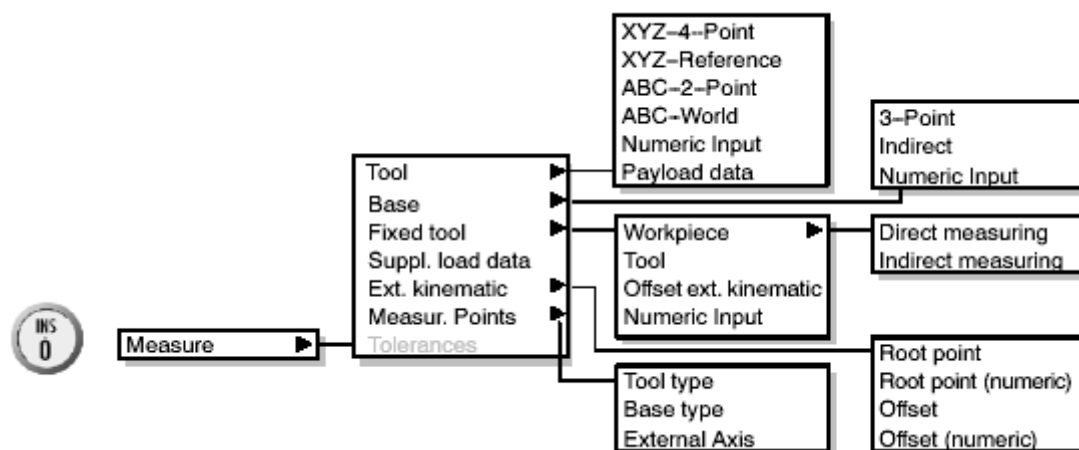 XYZ-4--Point
XYZ-Reference
ABC-2-Point
ABC-World
Numeric Input
Payload data
3-Point
Indirect
Numeric Input
Tool
Base
Fixed tool
Suppl. load data
Ext. kinematic
Measur. Points
Tolerances
Workpiece
Tool
Offset ext. kinematic
Numeric Input
Direct measuring
Indirect measuring
INS
0
Measure
Tool type
Base type
External Axis
Root point
Root point (numeric)
Offset
Offset (numeric)